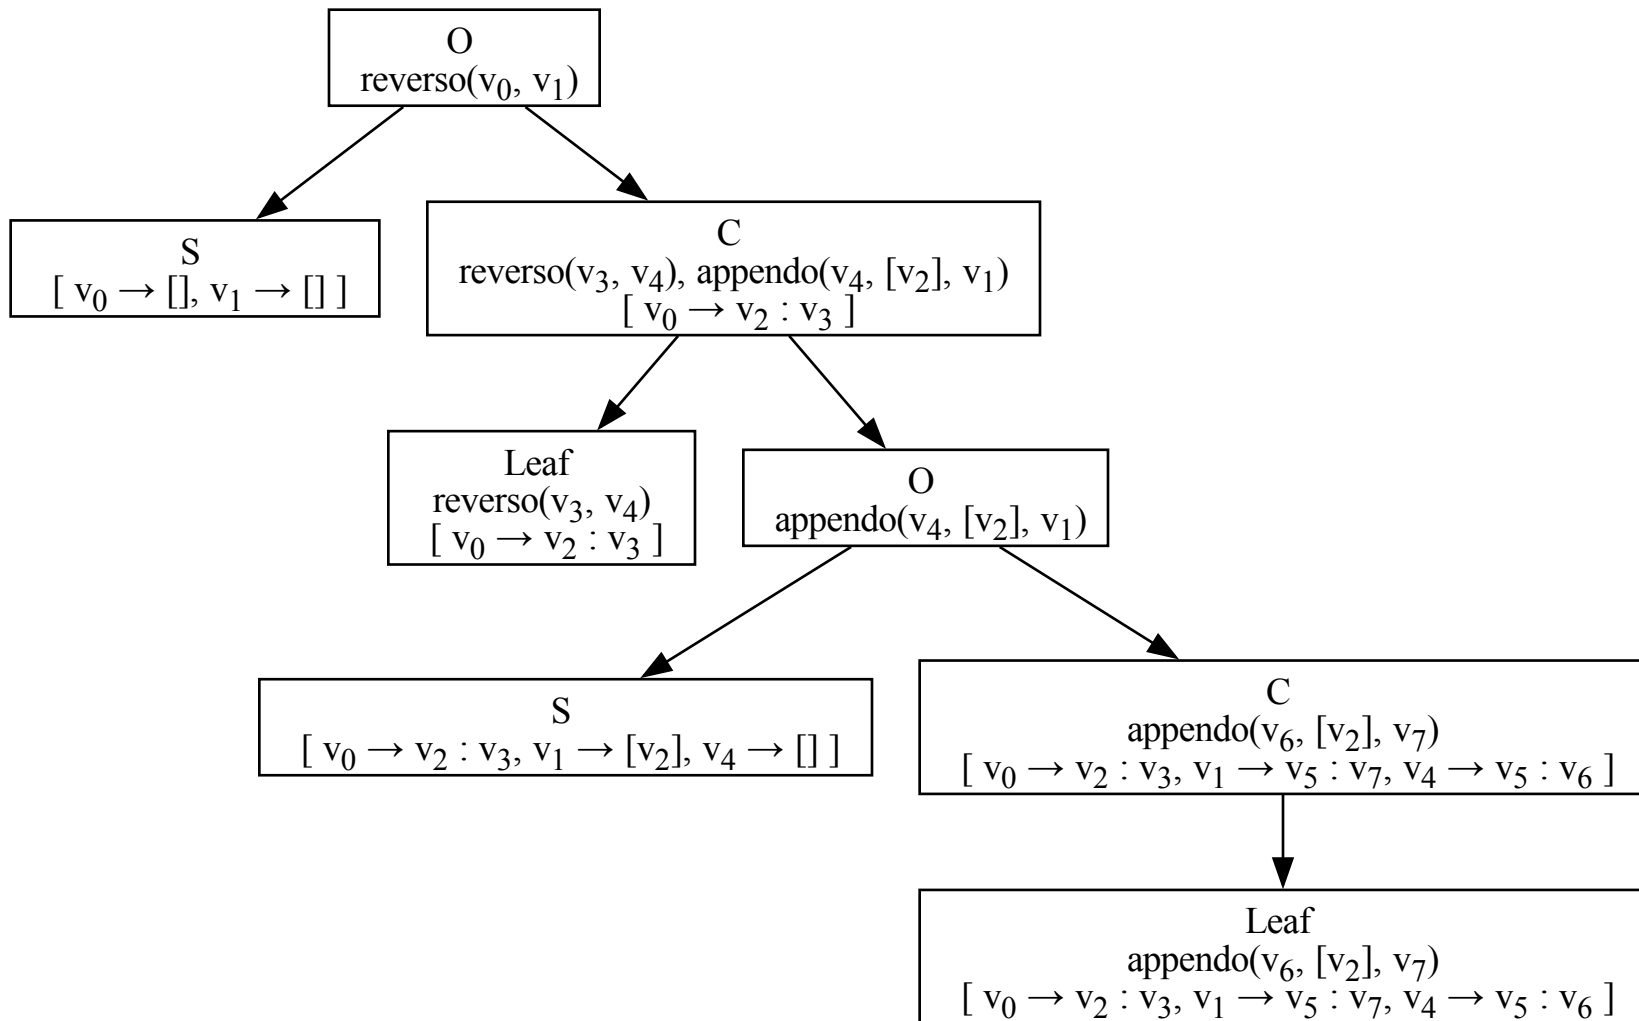 O
reverso(v₀, v₁)
S
[ v₀ → [], v₁ → [] ]
C
reverso(v₃, v₄), appendo(v₄, [v₂], v₁)
[ v₀ → v₂ : v₃ ]
Leaf
reverso(v₃, v₄)
[ v₀ → v₂ : v₃ ]
O
appendo(v₄, [v₂], v₁)
S
[ v₀ → v₂ : v₃, v₁ → [v₂], v₄ → [] ]
C
appendo(v₆, [v₂], v₇)
[ v₀ → v₂ : v₃, v₁ → v₅ : v₇, v₄ → v₅ : v₆ ]
Leaf
appendo(v₆, [v₂], v₇)
[ v₀ → v₂ : v₃, v₁ → v₅ : v₇, v₄ → v₅ : v₆ ]